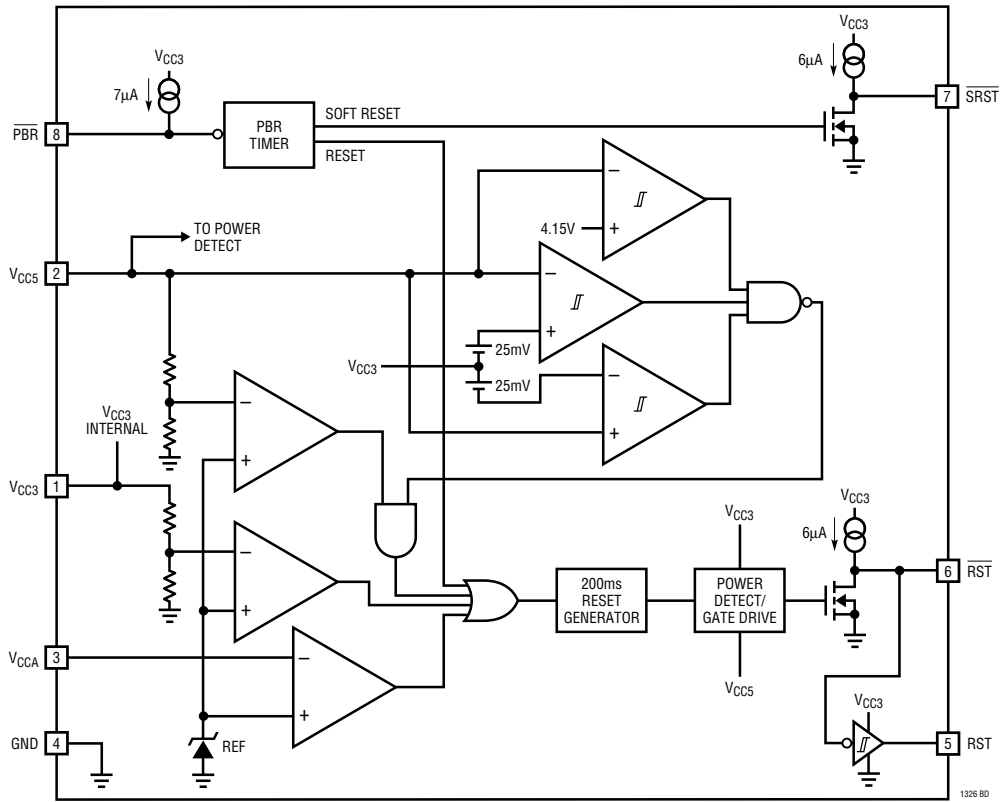 VCC3
7µA
PBR
8
PBR
TIMER
SOFT RESET
RESET
VCC3
6µA
7
SRST
TO POWER
DETECT
VCC5
2
−
4.15V
+
−
+
25mV
VCC3
25mV
−
+
VCC3
INTERNAL
−
+
VCC3
1
−
+
VCC3
VCC3
6µA
200ms
RESET
GENERATOR
POWER
DETECT/
GATE DRIVE
6
RST
VCCA
3
−
+
VCC5
VCC3
GND
4
REF
5
RST
1326 BD